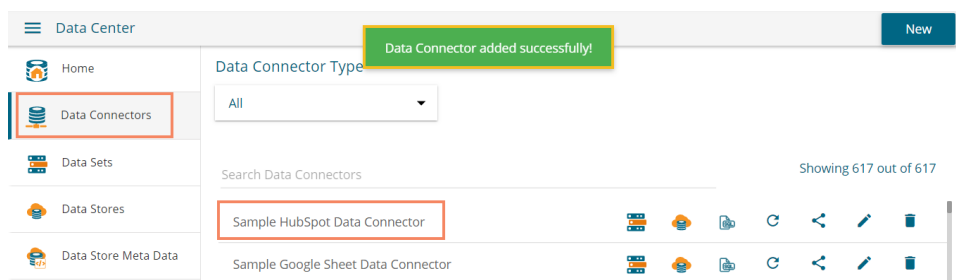 Data Center
Data Connector added successfully!
New
Home
Data Connector Type
All
Data Connectors
Data Sets
Search Data Connectors
Showing 617 out of 617
Data Stores
Sample HubSpot Data Connector
Data Store Meta Data
Sample Google Sheet Data Connector